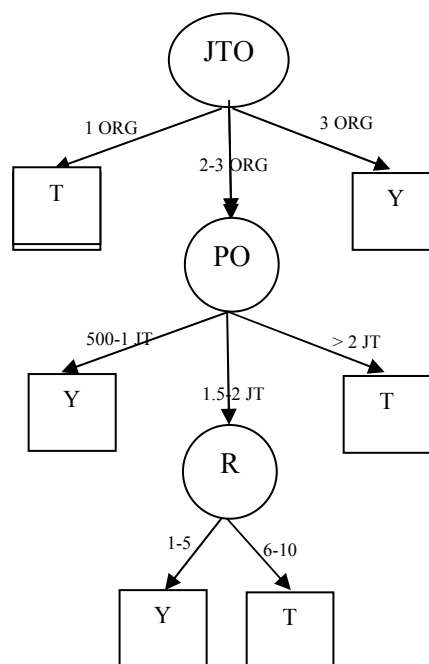 JTO
1 ORG
3 ORG
2-3 ORG
T
Y
PO
500-1 JT
> 2 JT
1.5-2 JT
Y
T
R
1-5
6-10
Y
T